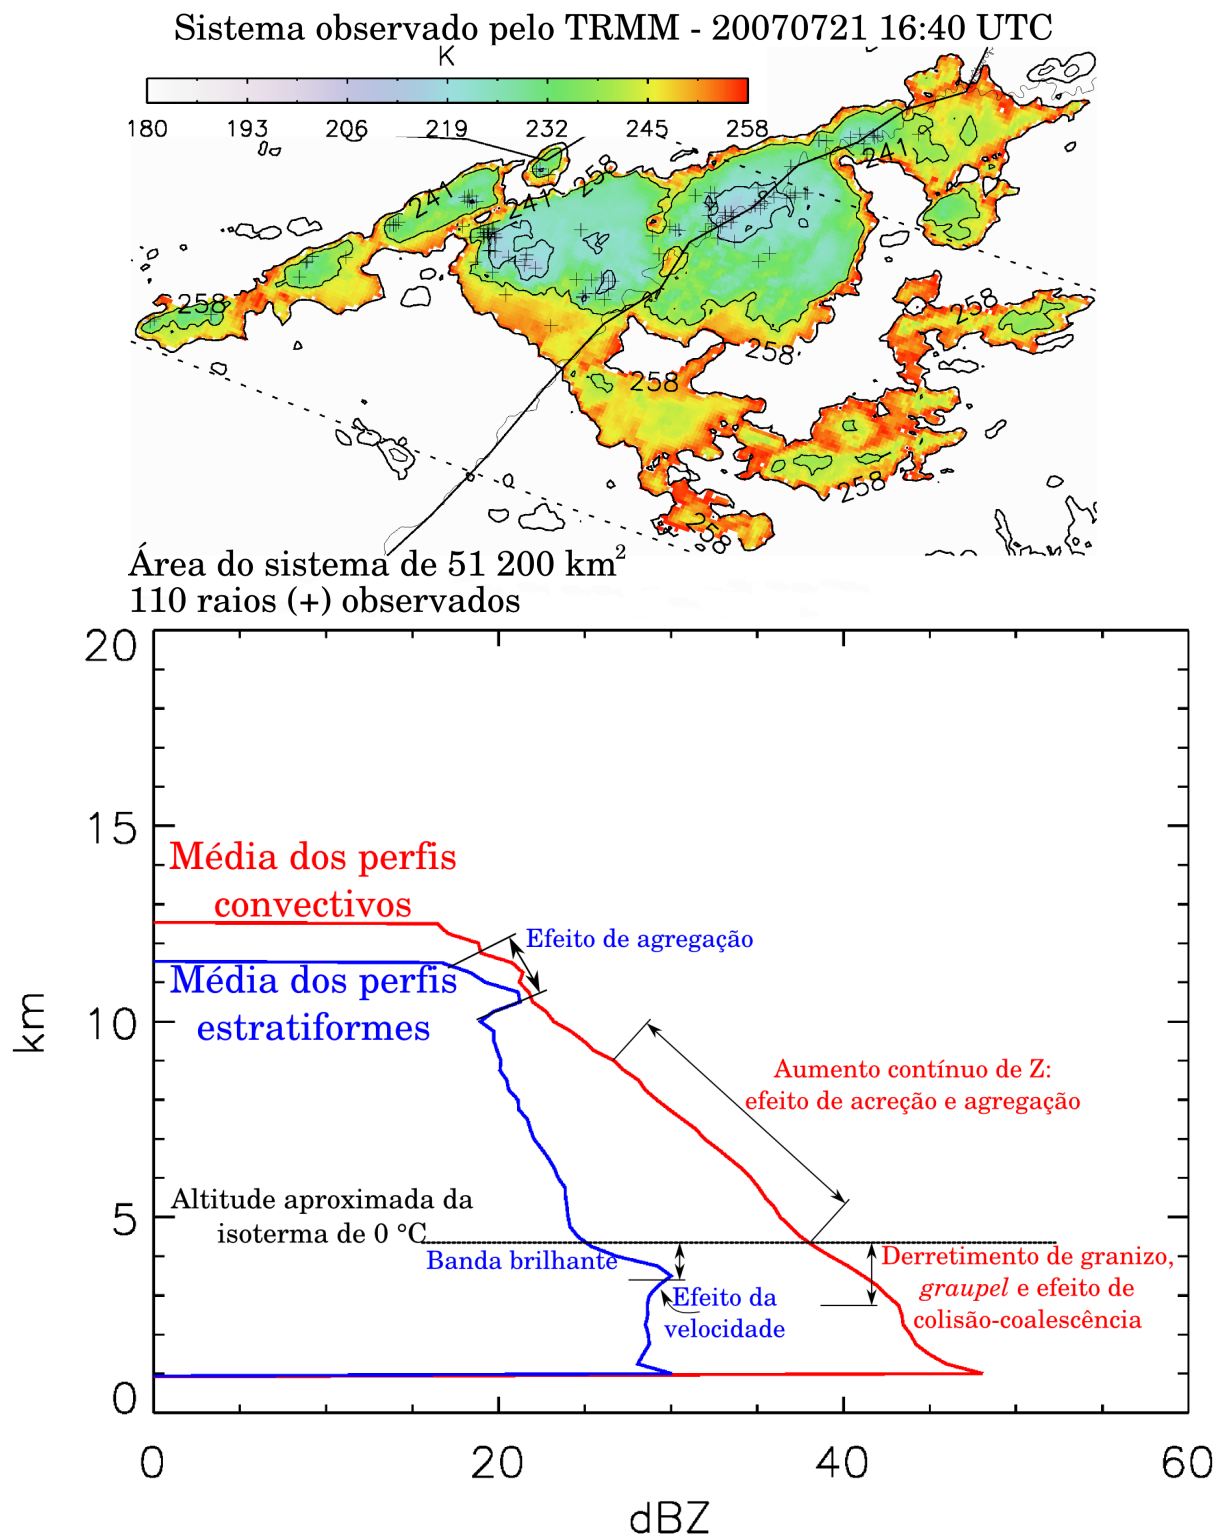 Sistema observado pelo TRMM - 20070721 16:40 UTC
K
180 193 206 219 232 245 258
241
241
258
241
258
258
258
258
258
258
Área do sistema de 51 200 km²
110 raios (+) observados
20
15
10
5
0
km
Média dos perfis
convectivos
Efeito de agregação
Média dos perfis
estratiformes
Aumento contínuo de Z:
efeito de acreção e agregação
Altitude aproximada da
isoterma de 0 °C
Banda brilhante
Efeito da
velocidade
Derretimento de granizo,
graupel e efeito de
colisão-coalescência
0 20 40 60
dBZ